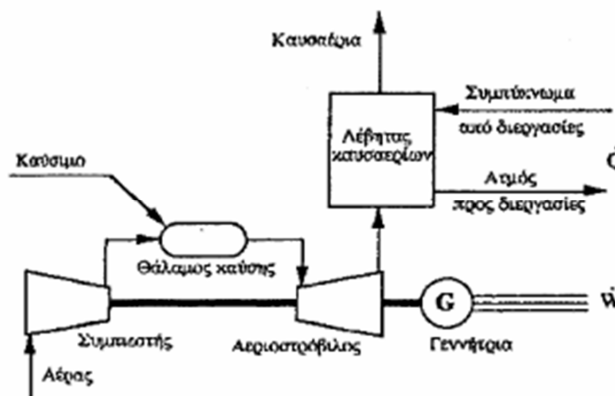 Καυσαέρια
Συμπύκνωμα
από διεργασίες
Λέβητας
καυσαερίων
Q̇
Ατμός
προς διεργασίες
Καύσιμο
Θάλαμος καύσης
G
Ẇ
Συμπιεστής
Αεριοστρόβιλος
Γεννήτρια
Αέρας